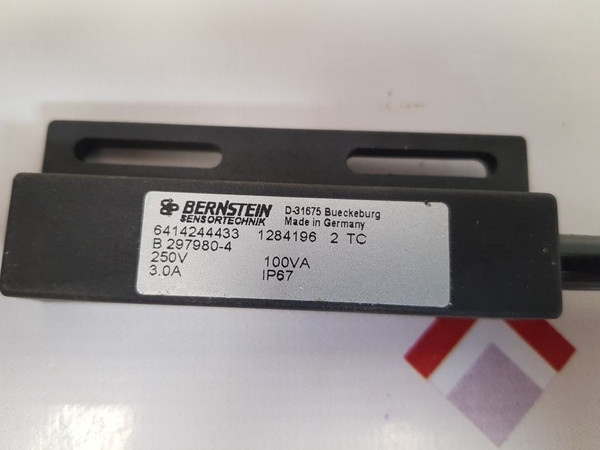 BERNSTEIN
SENSORTECHNIK
D-31675 Bueckeburg
Made in Germany
6414244433 1284196 2 TC
B 297980-4
250V 100VA
3.0A IP67